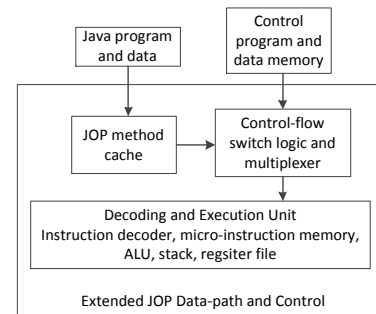 Java program
and data
Control
program and
data memory
JOP method
cache
Control-flow
switch logic and
multiplexer
Decoding and Execution Unit
Instruction decoder, micro-instruction memory,
ALU, stack, regsiter file
Extended JOP Data-path and Control